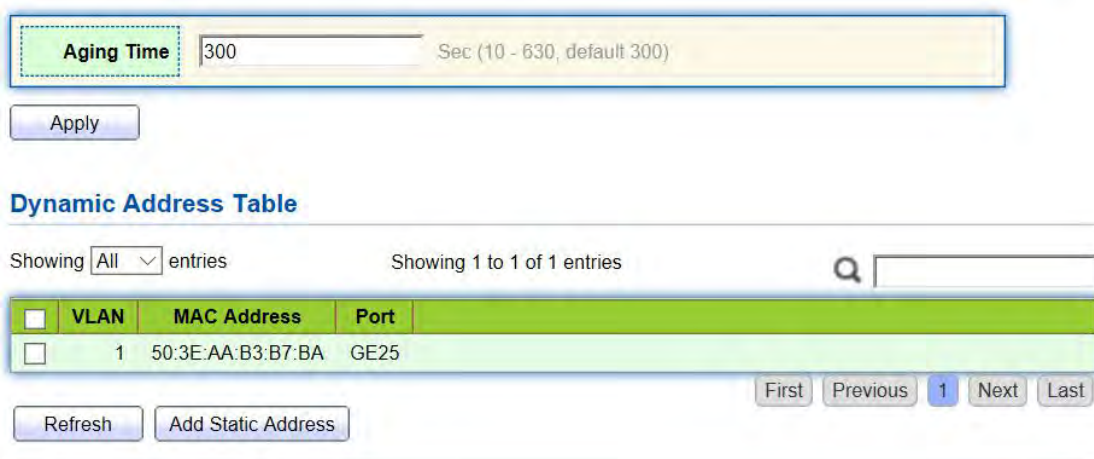 Aging Time 300 Sec (10 - 630, default 300)
Apply
Dynamic Address Table
Showing All entries Showing 1 to 1 of 1 entries
VLAN MAC Address Port
1 50:3E:AA:B3:B7:BA GE25
First Previous 1 Next Last
Refresh Add Static Address